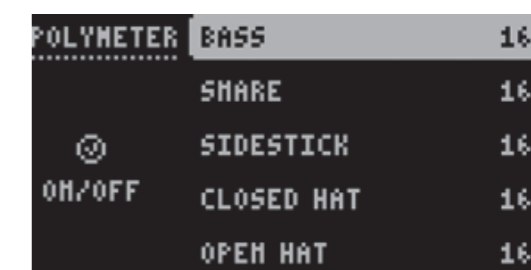 POLYMETER
BASS 16
SNARE 16
SIDESTICK 16
ON/OFF
CLOSED HAT 16
OPEN HAT 16